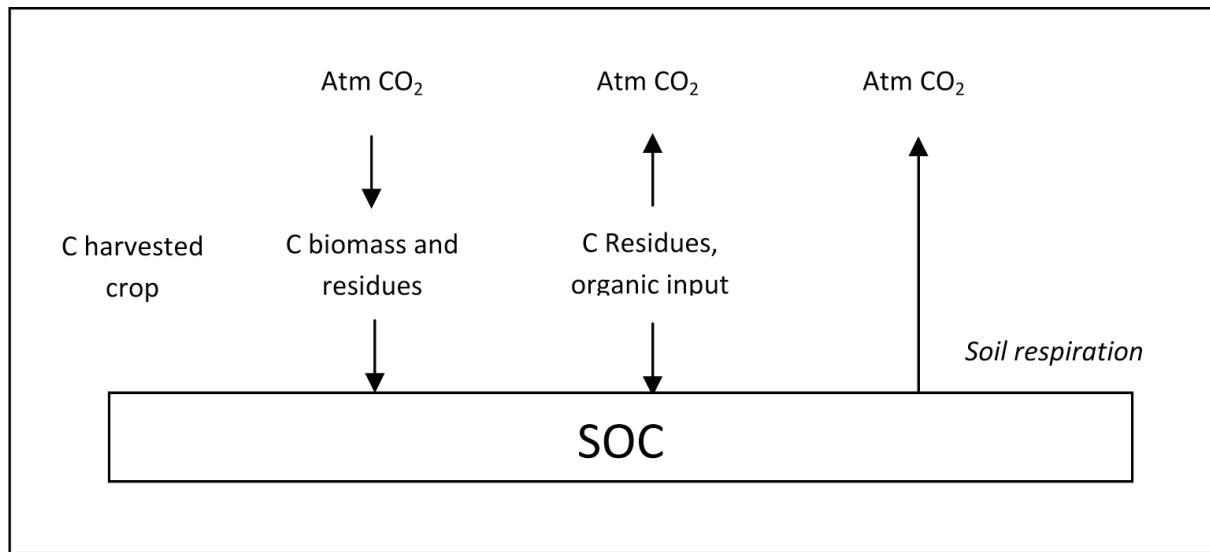 Atm CO₂
Atm CO₂
Atm CO₂
C harvested
crop
C biomass and
residues
C Residues,
organic input
Soil respiration
SOC